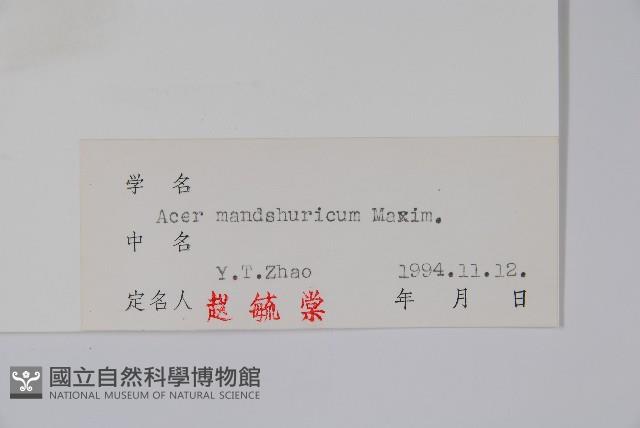 学 名
Acer mandshuricum Maxim.
中 名
Y.T.Zhao 1994.11.12.
定名人 趙毓棠 年 月 日
國立自然科學博物館
NATIONAL MUSEUM OF NATURAL SCIENCE